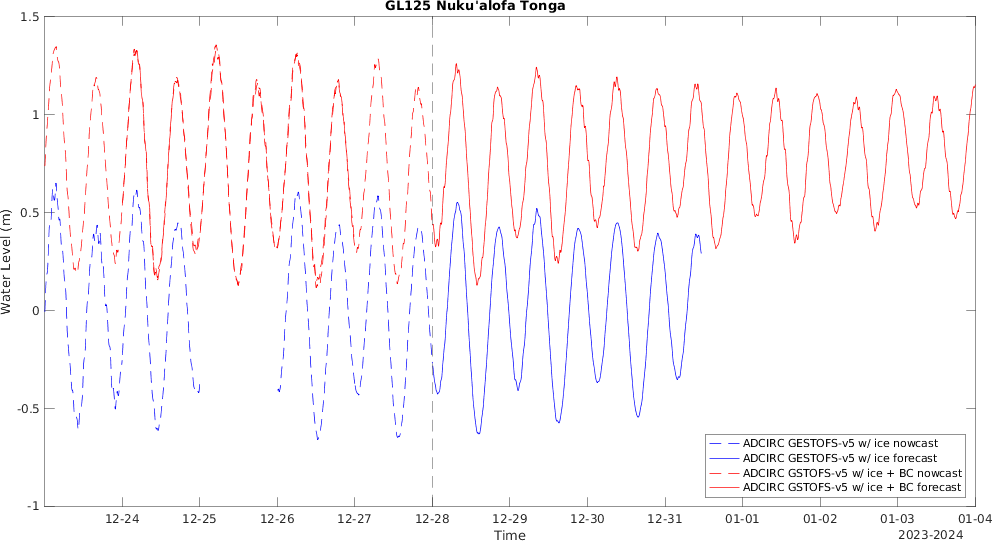 GL125 Nuku'alofa Tonga
1.5
1
0.5
0
-0.5
-1
Water Level (m)
12-24 12-25 12-26 12-27 12-28 12-29 12-30 12-31 01-01 01-02 01-03 01-04
Time
2023-2024
ADCIRC GESTOFS-v5 w/ ice nowcast
ADCIRC GESTOFS-v5 w/ ice forecast
ADCIRC GSTOFS-v5 w/ ice + BC nowcast
ADCIRC GSTOFS-v5 w/ ice + BC forecast